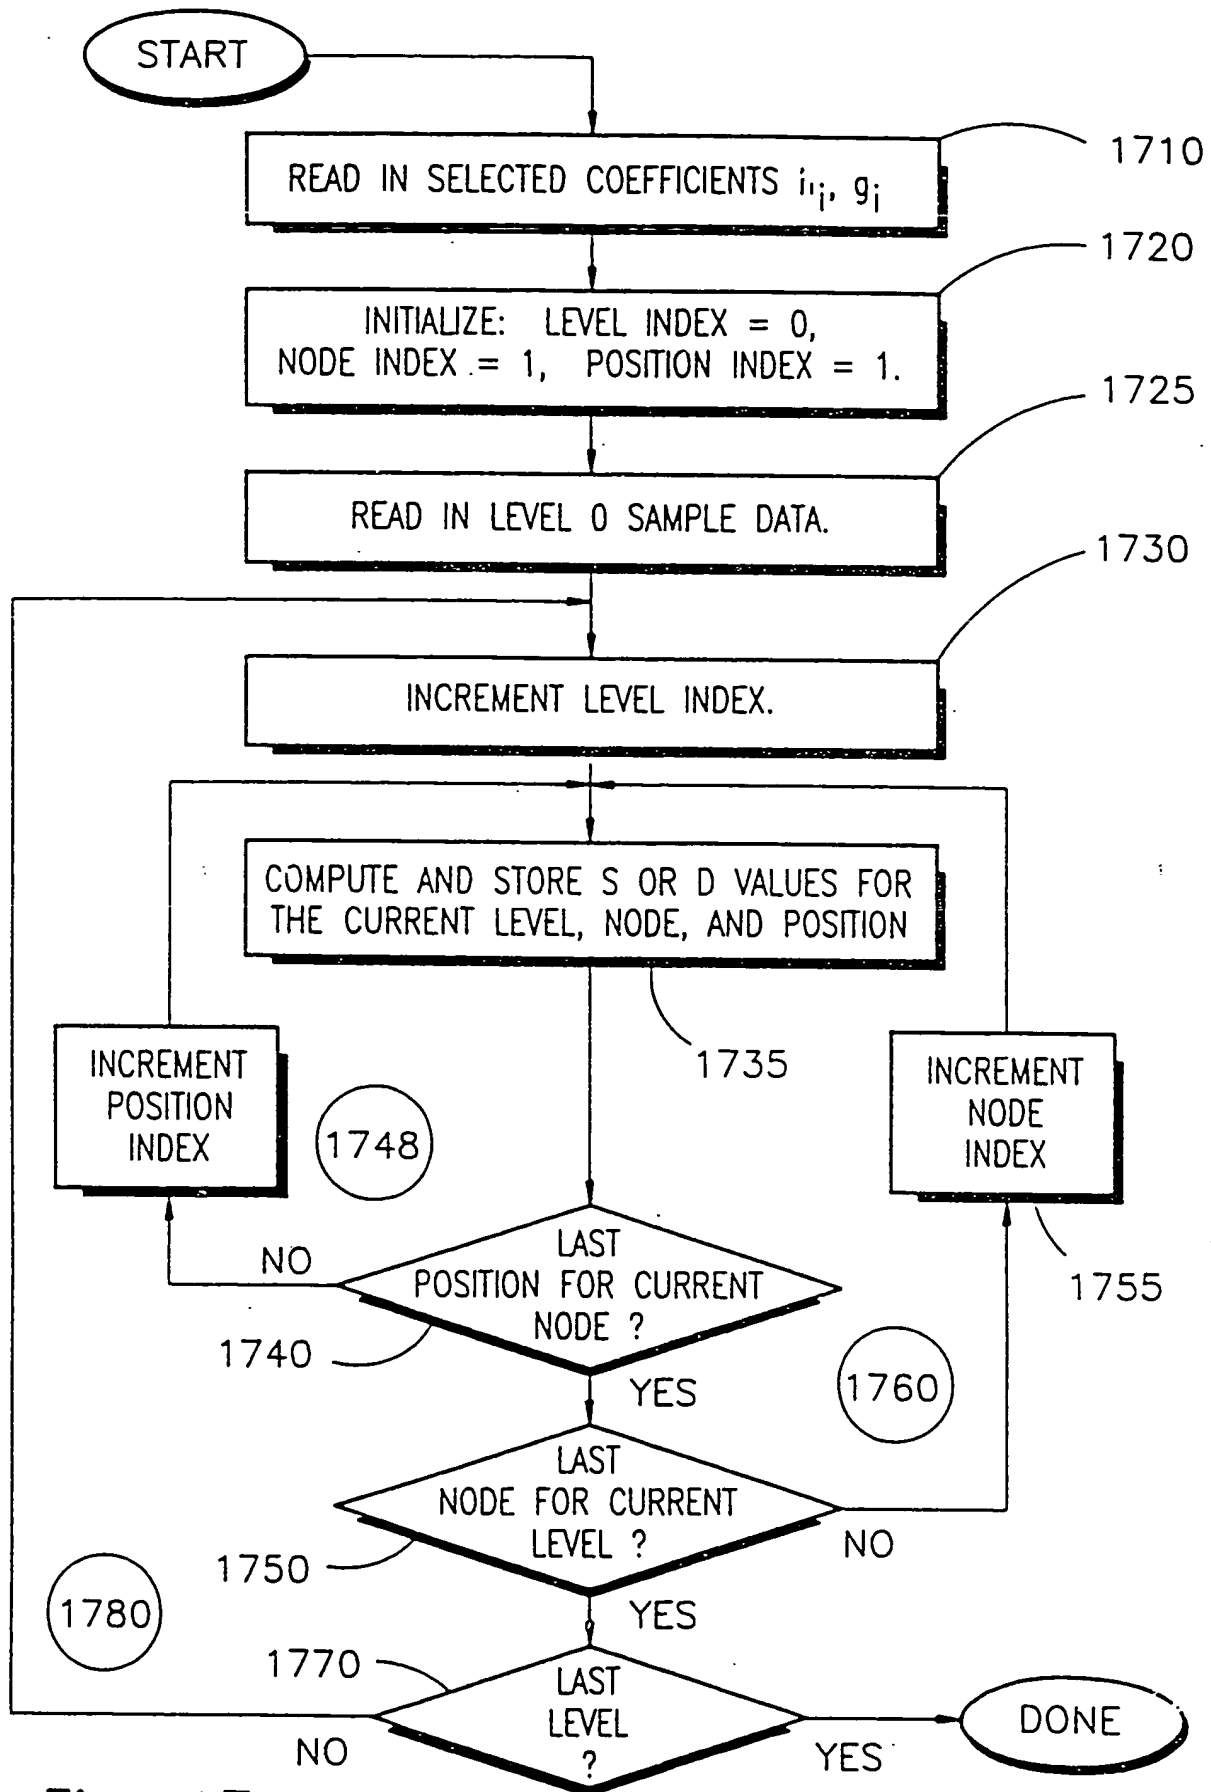 START
READ IN SELECTED COEFFICIENTS
gi
1710
INITIALIZE: LEVEL INDEX = 0,
NODE INDEX = 1, POSITION INDEX = 1.
1720
READ IN LEVEL 0 SAMPLE DATA.
1725
INCREMENT LEVEL INDEX.
1730
COMPUTE AND STORE S OR D VALUES FOR
THE CURRENT LEVEL, NODE, AND POSITION
1735
INCREMENT
POSITION
INDEX
1748
INCREMENT
NODE
INDEX
1755
LAST
POSITION FOR CURRENT
NODE ?
NO
1740
YES
1760
LAST
NODE FOR CURRENT
LEVEL ?
1750
NO
YES
1780
1770
LAST
LEVEL
?
NO
YES
DONE